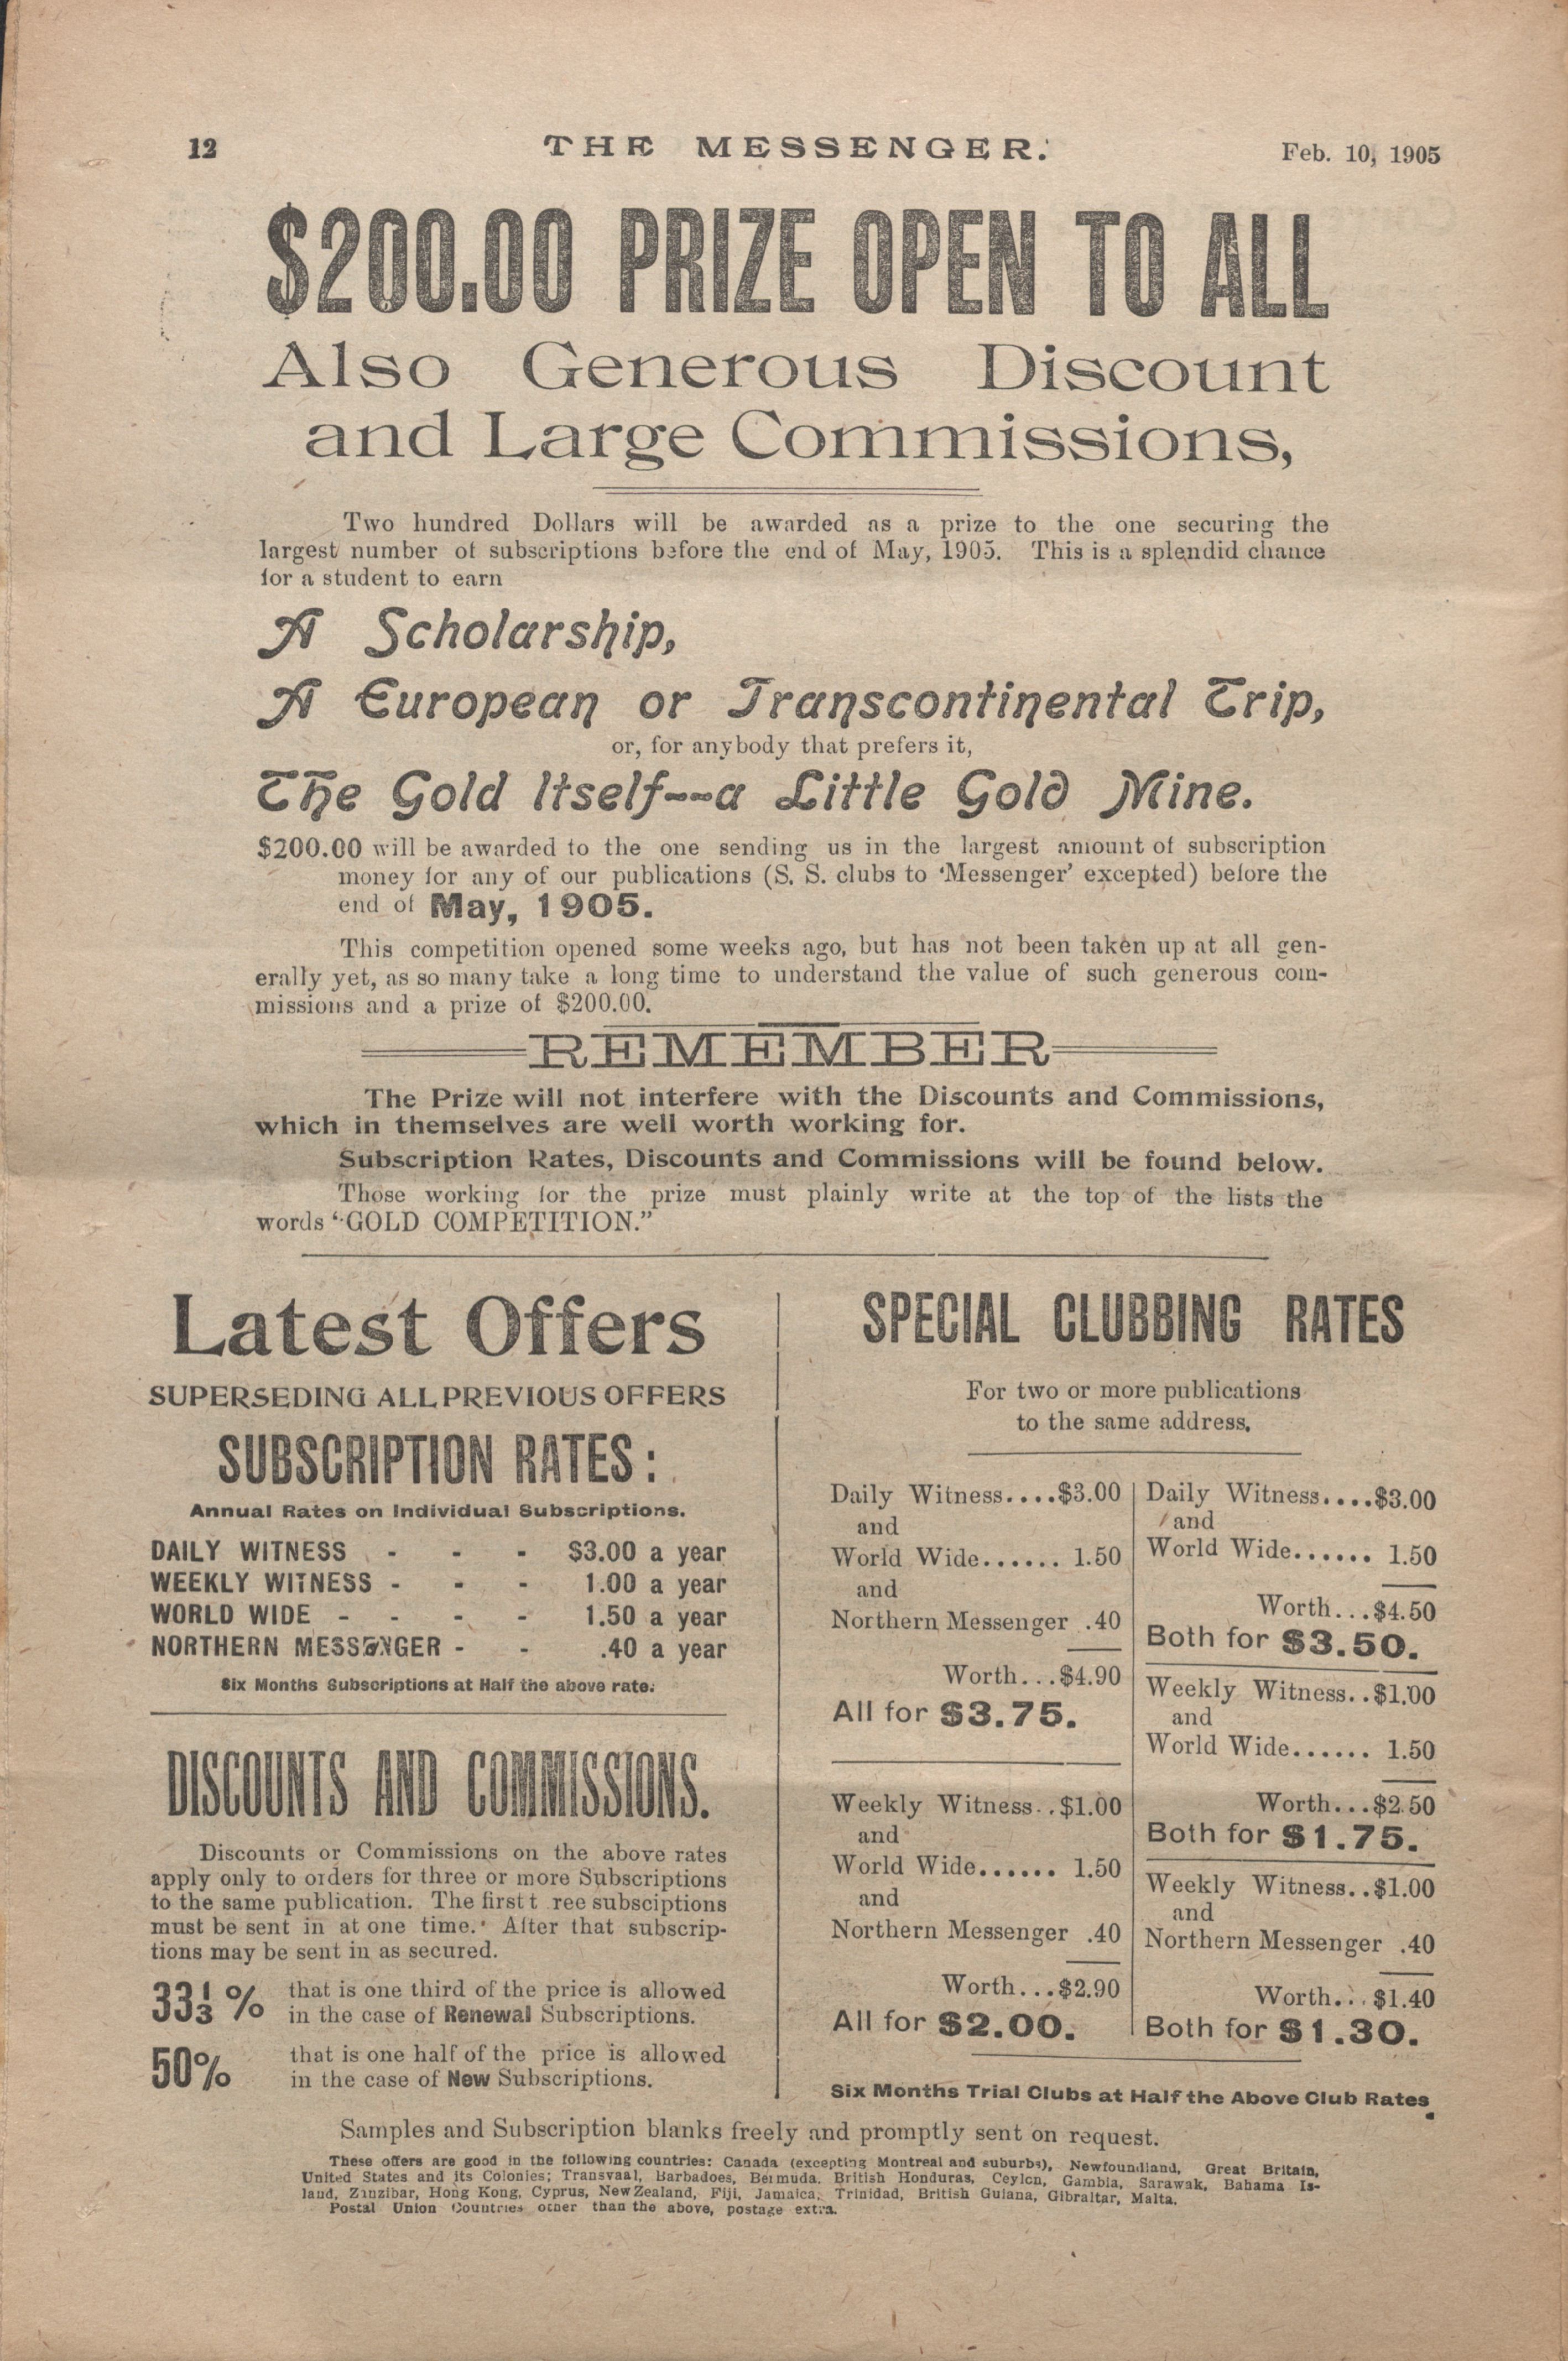 12
THE MESSENGER.
Feb. 10, 1905
$200.00 PRIZE OPEN TO ALL
Also Generous Discount
and Large Commissions,
Two hundred Dollars will be awarded as a prize to the one securing the
largest number of subscriptions before the end of May, 1905. This is a splendid chance
for a student to earn
A Scholarship,
A European or Transcontinental Trip,
or, for anybody that prefers it,
The Gold Itself--a Little Gold Mine.
$200.00 will be awarded to the one sending us in the largest amount of subscription
money for any of our publications (S. S. clubs to 'Messenger' excepted) before the
end of May, 1905.
This competition opened some weeks ago, but has not been taken up at all gen-
erally yet, as so many take a long time to understand the value of such generous com-
missions and a prize of $200.00.
REMEMBER
The Prize will not interfere with the Discounts and Commissions,
which in themselves are well worth working for.
Subscription Rates, Discounts and Commissions will be found below.
Those working for the prize must plainly write at the top of the lists the
words "GOLD COMPETITION."
Latest Offers
SUPERSEDING ALL PREVIOUS OFFERS
SUBSCRIPTION RATES:
Annual Rates on Individual Subscriptions.
DAILY WITNESS - - - $3.00 a year
WEEKLY WITNESS - - - 1.00 a year
WORLD WIDE - - - - 1.50 a year
NORTHERN MESSENGER - - .40 a year
Six Months Subscriptions at Half the above rate.
DISCOUNTS AND COMMISSIONS.
Discounts or Commissions on the above rates
apply only to orders for three or more Subscriptions
to the same publication. The first t ree subsciptions
must be sent in at one time. After that subscrip-
tions may be sent in as secured.
33⅓% that is one third of the price is allowed
in the case of Renewal Subscriptions.
50% that is one half of the price is allowed
in the case of New Subscriptions.
SPECIAL CLUBBING RATES
For two or more publications
to the same address.
Daily Witness....$3.00
and
World Wide...... 1.50
and
Northern Messenger .40
Worth...$4.90
All for $3.75.
Weekly Witness..$1.00
and
World Wide...... 1.50
and
Northern Messenger .40
Worth...$2.90
All for $2.00.
Daily Witness....$3.00
and
World Wide...... 1.50
Worth...$4.50
Both for $3.50.
Weekly Witness..$1.00
and
World Wide...... 1.50
Worth...$2.50
Both for $1.75.
Weekly Witness..$1.00
and
Northern Messenger .40
Worth...$1.40
Both for $1.30.
Six Months Trial Clubs at Half the Above Club Rates.
Samples and Subscription blanks freely and promptly sent on request.
These offers are good in the following countries: Canada (excepting Montreal and suburbs), Newfoundland, Great Britain,
United States and its Colonies; Transvaal, Barbadoes, Bermuda, British Honduras, Ceylon, Gambia, Sarawak, Bahama Is-
land, Zinzibar, Hong Kong, Cyprus, New Zealand, Fiji, Jamaica, Trinidad, British Guiana, Gibraltar, Malta.
Postal Union Countries other than the above, postage extra.